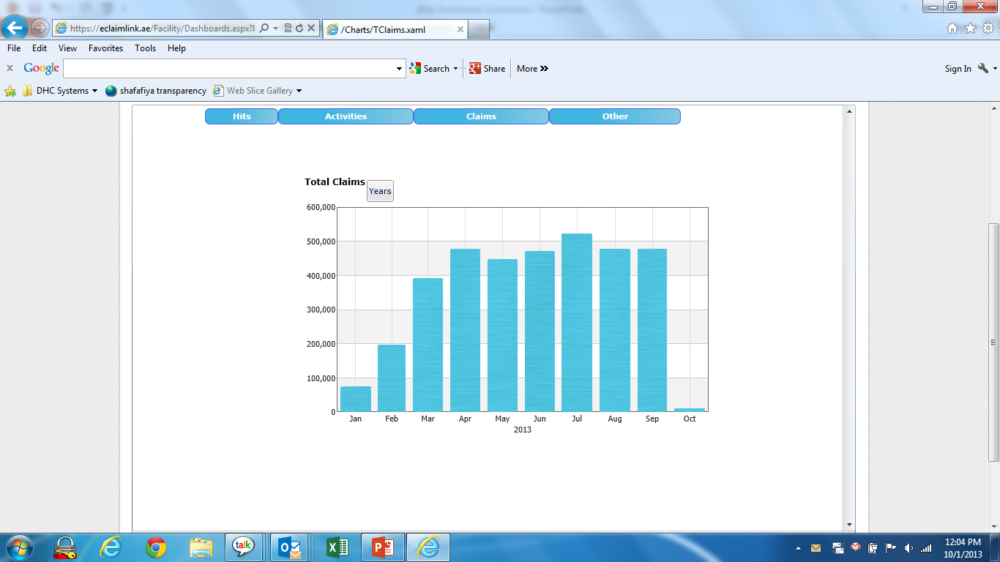 https://eclaimlink.ae/Facility/Dashboards.aspx?l
/Charts/TClaims.xaml
File Edit View Favorites Tools Help
x Google Search Share More »
Sign In
DHC Systems shafafiya transparency Web Slice Gallery
Hits Activities Claims Other
Total Claims Years
600,000
500,000
400,000
300,000
200,000
100,000
0
Jan Feb Mar Apr May Jun Jul Aug Sep Oct
2013
talk
12:04 PM
10/1/2013